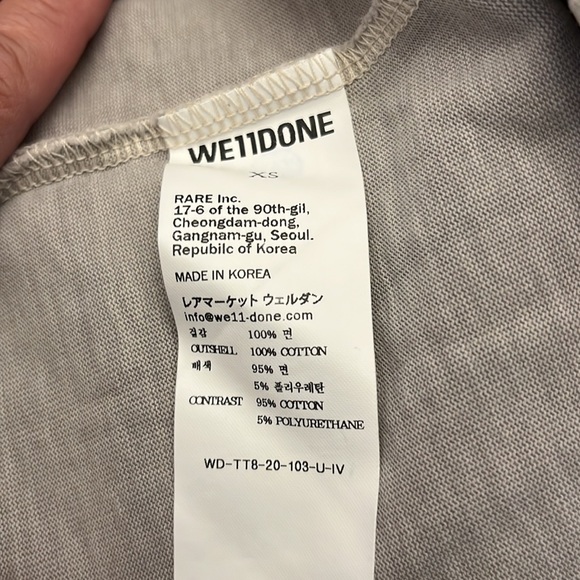 WE11DONE
XS
RARE Inc.
17-6 of the 90th-gil,
Cheongdam-dong,
Gangnam-gu, Seoul.
Republic of Korea
MADE IN KOREA
レアマーケット ウェルダン
info@we11-done.com
겉감 100% 면
OUTSHELL 100% COTTON
배색 95% 면
5% 폴리우레탄
CONTRAST 95% COTTON
5% POLYURETHANE
WD-TT8-20-103-U-IV